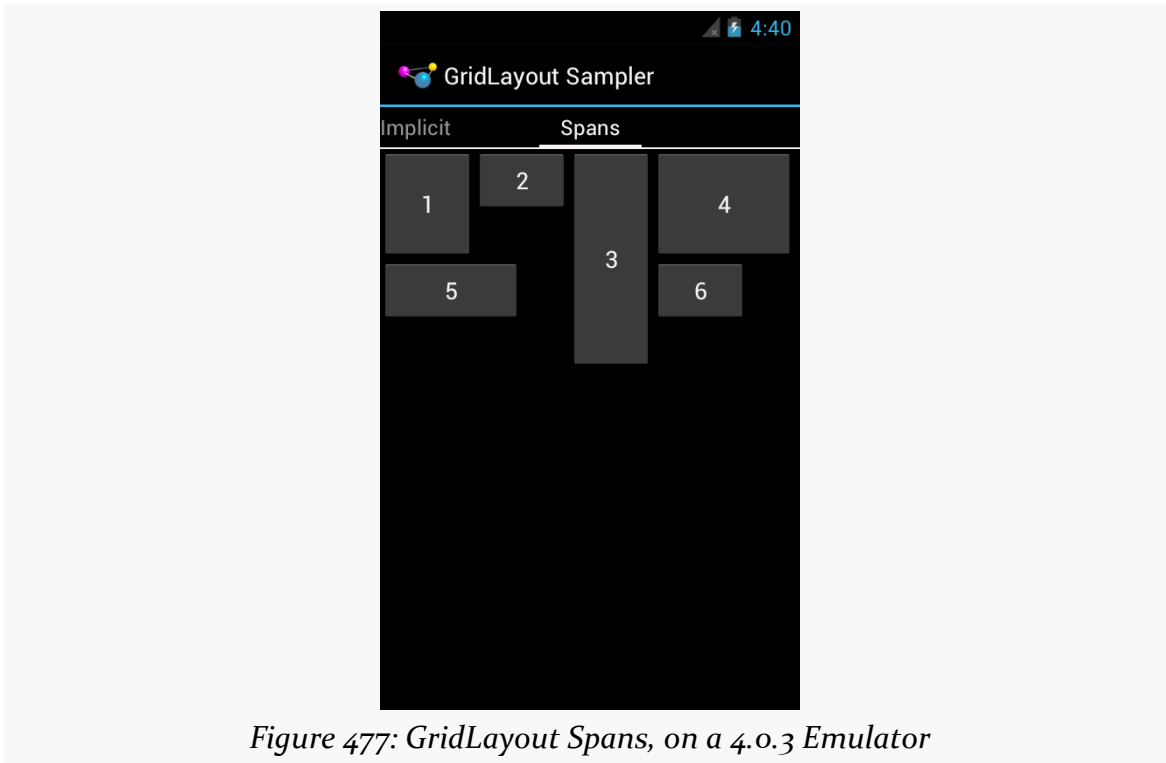 4:40
GridLayout Sampler
Implicit Spans
1 2 3 4
5 6
Figure 477: GridLayout Spans, on a 4.0.3 Emulator